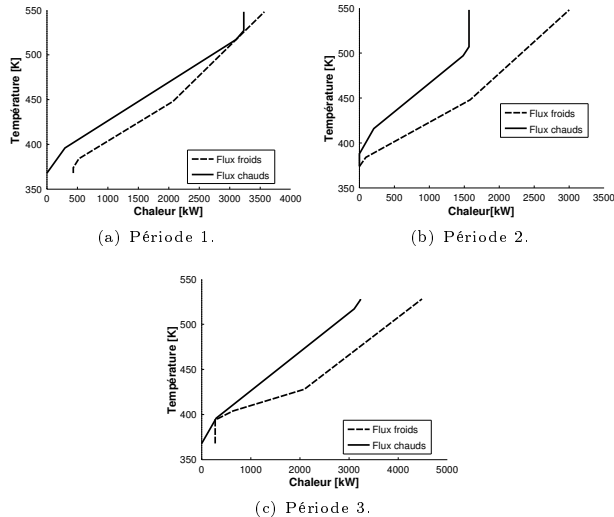 550
500
450
400
350
Température [K]
Flux froids
Flux chauds
0 500 1000 1500 2000 2500 3000 3500 4000
Chaleur [kW]
(a) Période 1.
550
500
450
400
350
Température [K]
Flux froids
Flux chauds
0 500 1000 1500 2000 2500 3000 3500
Chaleur[kW]
(b) Période 2.
550
500
450
400
350
Température [K]
Flux froids
Flux chauds
0 1000 2000 3000 4000 5000
Chaleur [kW]
(c) Période 3.